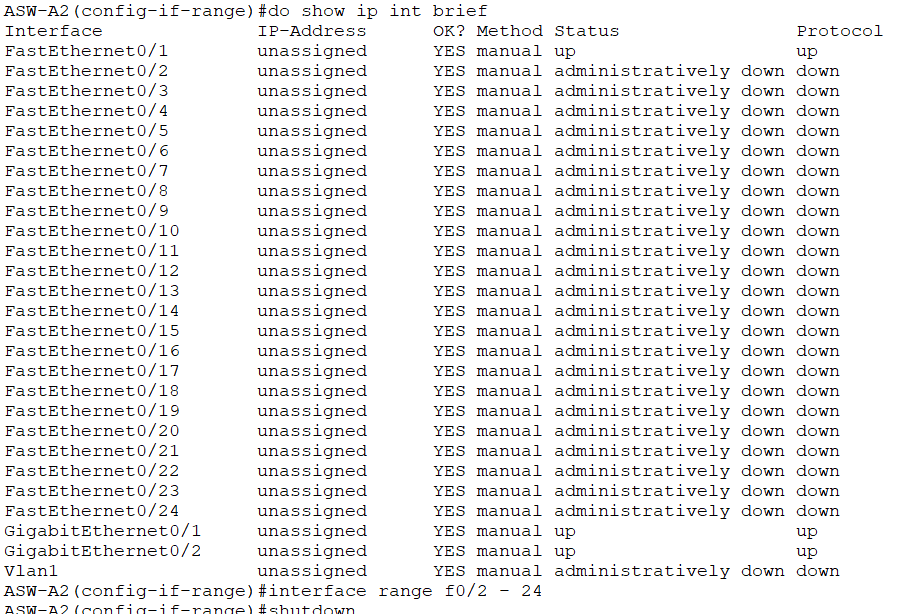 ASW-A2(config-if-range)#do show ip int brief
Interface IP-Address OK? Method Status Protocol
FastEthernet0/1 unassigned YES manual up up
FastEthernet0/2 unassigned YES manual administratively down down
FastEthernet0/3 unassigned YES manual administratively down down
FastEthernet0/4 unassigned YES manual administratively down down
FastEthernet0/5 unassigned YES manual administratively down down
FastEthernet0/6 unassigned YES manual administratively down down
FastEthernet0/7 unassigned YES manual administratively down down
FastEthernet0/8 unassigned YES manual administratively down down
FastEthernet0/9 unassigned YES manual administratively down down
FastEthernet0/10 unassigned YES manual administratively down down
FastEthernet0/11 unassigned YES manual administratively down down
FastEthernet0/12 unassigned YES manual administratively down down
FastEthernet0/13 unassigned YES manual administratively down down
FastEthernet0/14 unassigned YES manual administratively down down
FastEthernet0/15 unassigned YES manual administratively down down
FastEthernet0/16 unassigned YES manual administratively down down
FastEthernet0/17 unassigned YES manual administratively down down
FastEthernet0/18 unassigned YES manual administratively down down
FastEthernet0/19 unassigned YES manual administratively down down
FastEthernet0/20 unassigned YES manual administratively down down
FastEthernet0/21 unassigned YES manual administratively down down
FastEthernet0/22 unassigned YES manual administratively down down
FastEthernet0/23 unassigned YES manual administratively down down
FastEthernet0/24 unassigned YES manual administratively down down
GigabitEthernet0/1 unassigned YES manual up up
GigabitEthernet0/2 unassigned YES manual up up
Vlan1 unassigned YES manual administratively down down
ASW-A2(config-if-range)#interface range f0/2 - 24
ASW-A2(config-if-range)#shutdown